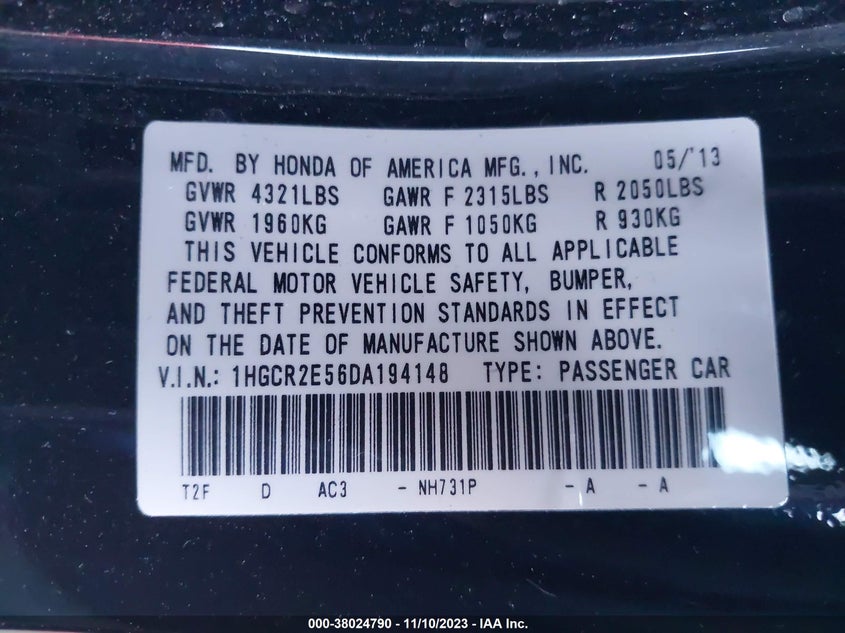 MFD. BY HONDA OF AMERICA MFG., INC. 05/'13
GVWR 4321LBS GAWR F 2315LBS R 2050LBS
GVWR 1960KG GAWR F 1050KG R 930KG
THIS VEHICLE CONFORMS TO ALL APPLICABLE
FEDERAL MOTOR VEHICLE SAFETY, BUMPER,
AND THEFT PREVENTION STANDARDS IN EFFECT
ON THE DATE OF MANUFACTURE SHOWN ABOVE.
V.I.N.: 1HGCR2E56DA194148 TYPE: PASSENGER CAR
T2F D AC3 - NH731P - A - A
000-38024790 - 11/10/2023 - IAA Inc.